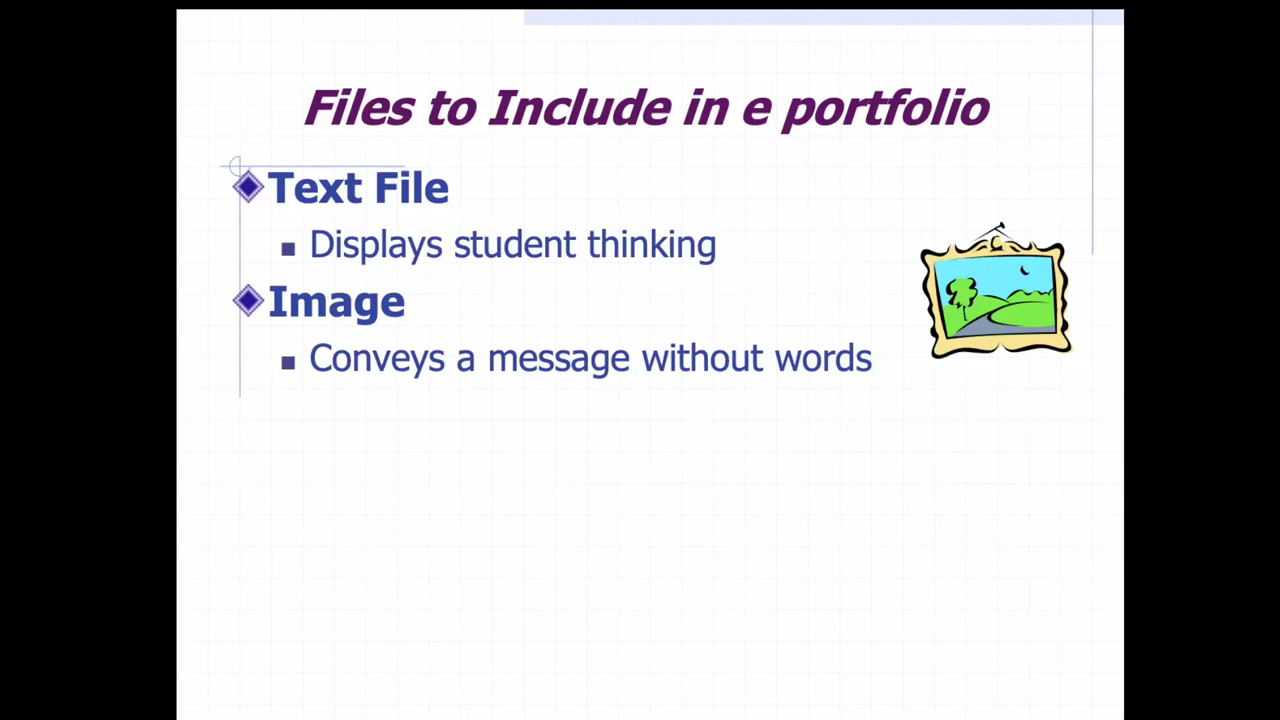 Files to Include in e portfolio
Text File
Displays student thinking
Image
Conveys a message without words